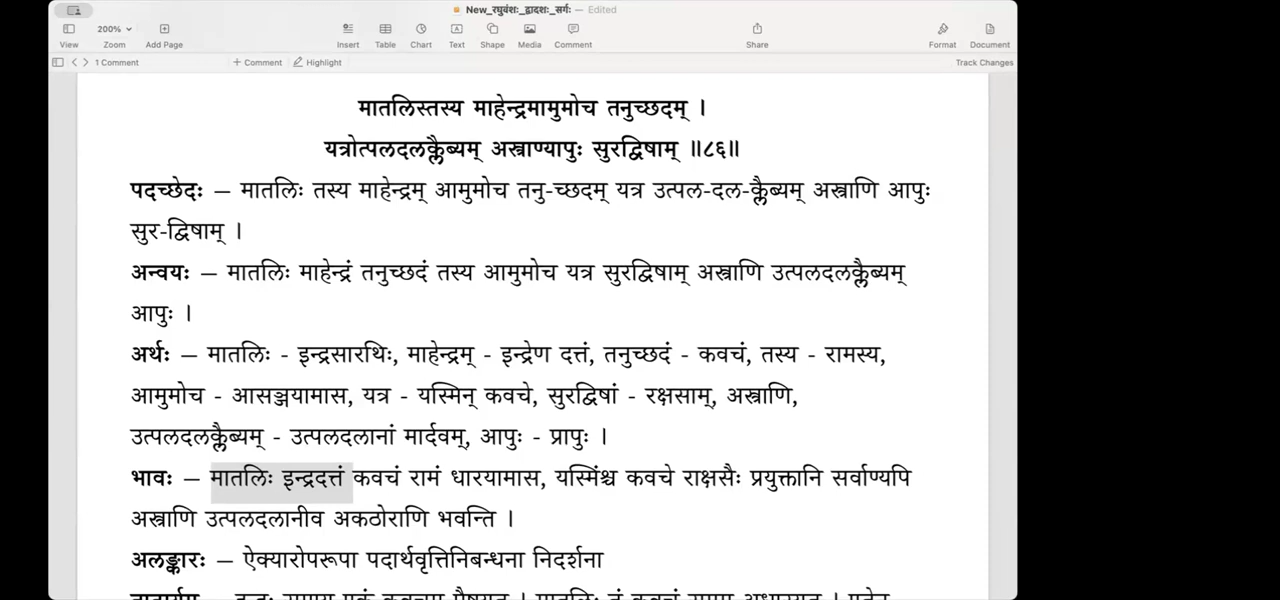 New_रघुवंशः_द्वादशः_सर्गः — Edited
200%
View Zoom Add Page Insert Table Chart Text Shape Media Comment Share Format Document
1 Comment + Comment Highlight Track Changes
मातलिस्तस्य माहेन्द्रमामुमोच तनुच्छदम् ।
यत्रोत्पलदलक्लैब्यम् अस्त्राण्यापुः सुरद्विषाम् ॥८६॥
पदच्छेदः – मातलिः तस्य माहेन्द्रम् आमुमोच तनु-च्छदम् यत्र उत्पल-दल-क्लैब्यम् अस्त्राणि आपुः
सुर-द्विषाम् ।
अन्वयः – मातलिः माहेन्द्रं तनुच्छदं तस्य आमुमोच यत्र सुरद्विषाम् अस्त्राणि उत्पलदलक्लैब्यम्
आपुः ।
अर्थः – मातलिः - इन्द्रसारथिः, माहेन्द्रम् - इन्द्रेण दत्तं, तनुच्छदं - कवचं, तस्य - रामस्य,
आमुमोच - आसञ्जयामास, यत्र - यस्मिन् कवचे, सुरद्विषां - रक्षसाम्, अस्त्राणि,
उत्पलदलक्लैब्यम् - उत्पलदलानां मार्दवम्, आपुः - प्रापुः ।
भावः – मातलिः इन्द्रदत्तं कवचं रामं धारयामास, यस्मिंश्च कवचे राक्षसैः प्रयुक्तानि सर्वाण्यपि
अस्त्राणि उत्पलदलानीव अकठोराणि भवन्ति ।
अलङ्कारः – ऐक्यारोपरूपा पदार्थवृत्तिनिबन्धना निदर्शना